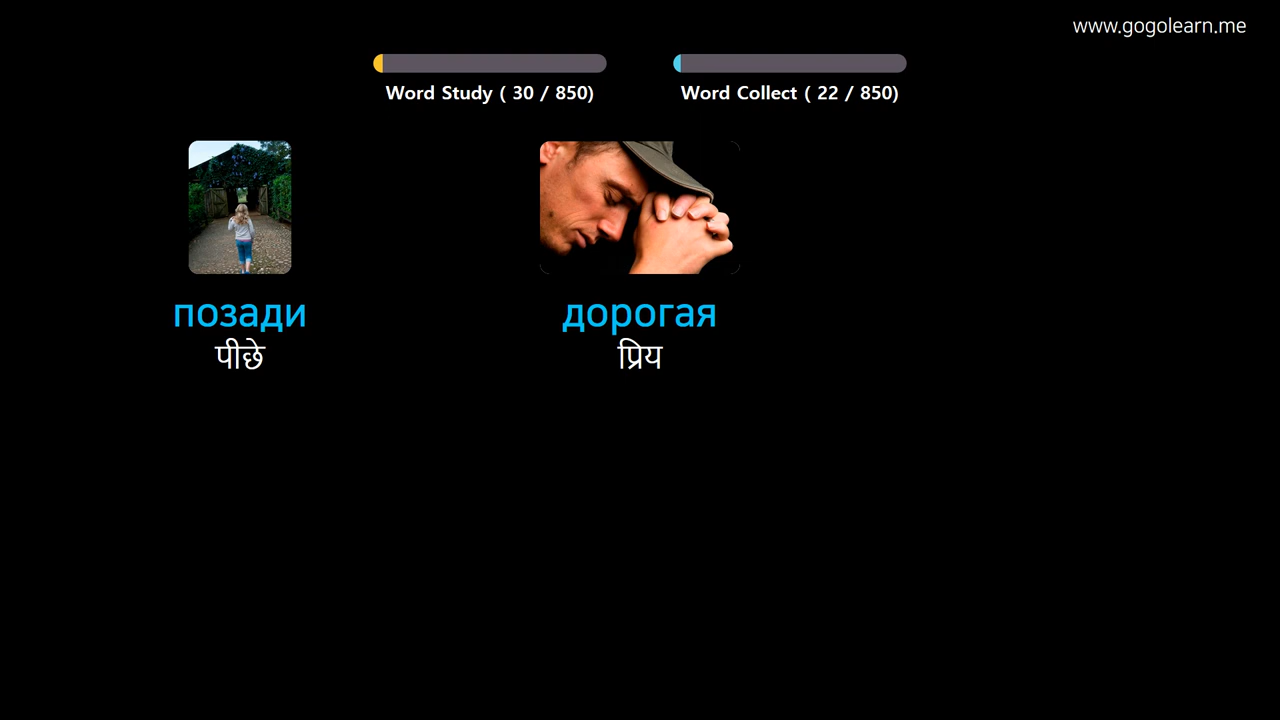 www.gogolearn.me
Word Study ( 30 / 850)
Word Collect ( 22 / 850)
позади
дорогая
पीछे
प्रिय